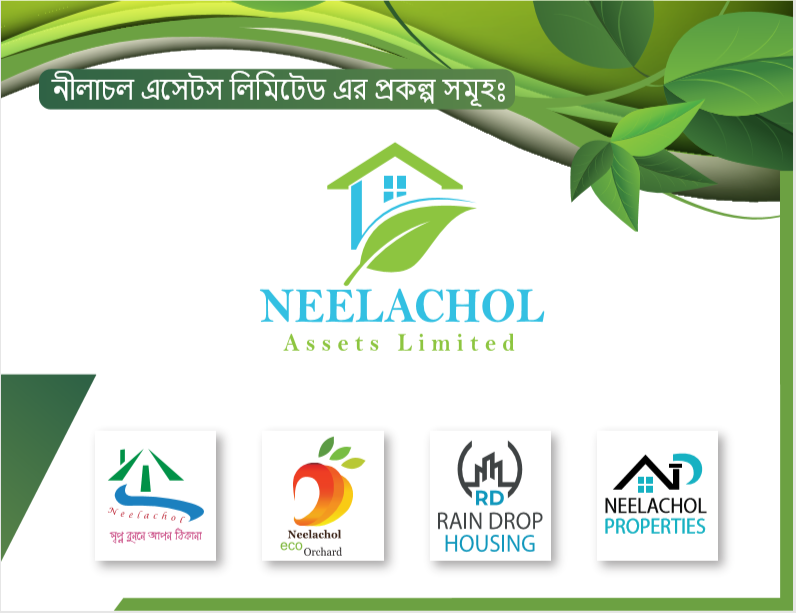 নীলাচল এসেটস লিমিটেড এর প্রকল্প সমূহঃ
NEELACHOL
Assets Limited
Neelachol
স্বপ্ন বুননে আপন ঠিকানা
Neelachol
eco Orchard
RD
RAIN DROP
HOUSING
NEELACHOL
PROPERTIES